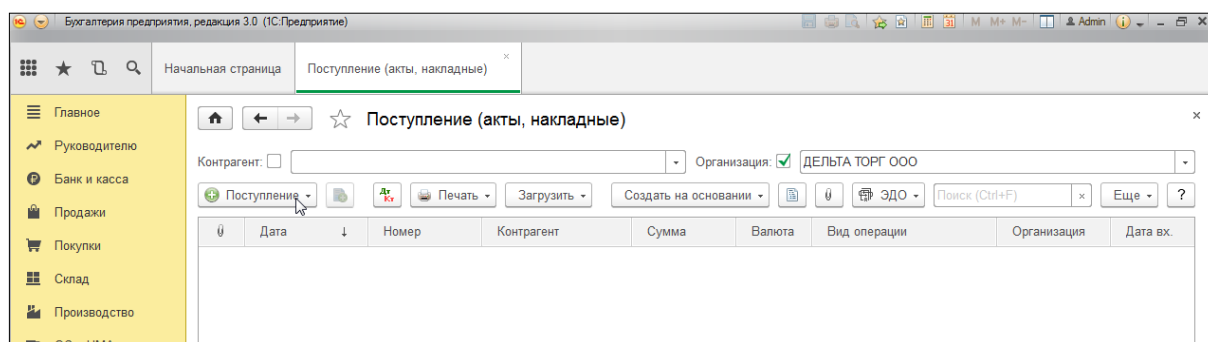 Бухгалтерия предприятия, редакция 3.0 (1С:Предприятие) M M+ M- Admin
Начальная страница Поступление (акты, накладные)
Главное Поступление (акты, накладные)
Руководителю
Контрагент: Организация: ДЕЛЬТА ТОРГ ООО
Банк и касса
Поступление Дт Кт Печать Загрузить Создать на основании ЭДО Поиск (Ctrl+F) Еще ?
Продажи
Дата Номер Контрагент Сумма Валюта Вид операции Организация Дата вх.
Покупки
Склад
Производство